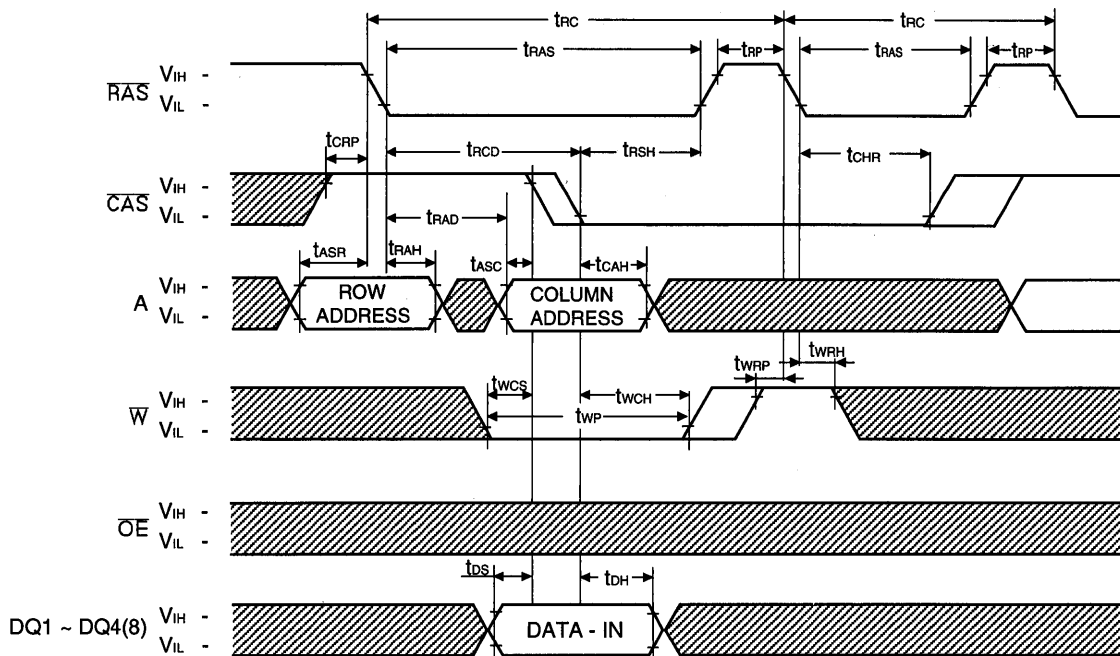 tRC tRC
tRAS tRP tRAS tRP
RAS VIH -
VIL -
tCRP tRCD tRSH tCHR
CAS VIH -
VIL -
tRAD
tASR tRAH tASC tCAH
A VIH -
VIL -
ROW ADDRESS
COLUMN ADDRESS
tWRP tWRH
tWCS tWCH
W VIH -
VIL -
tWP
OE VIH -
VIL -
tDS tDH
DQ1 ~ DQ4(8) VIH -
VIL -
DATA - IN